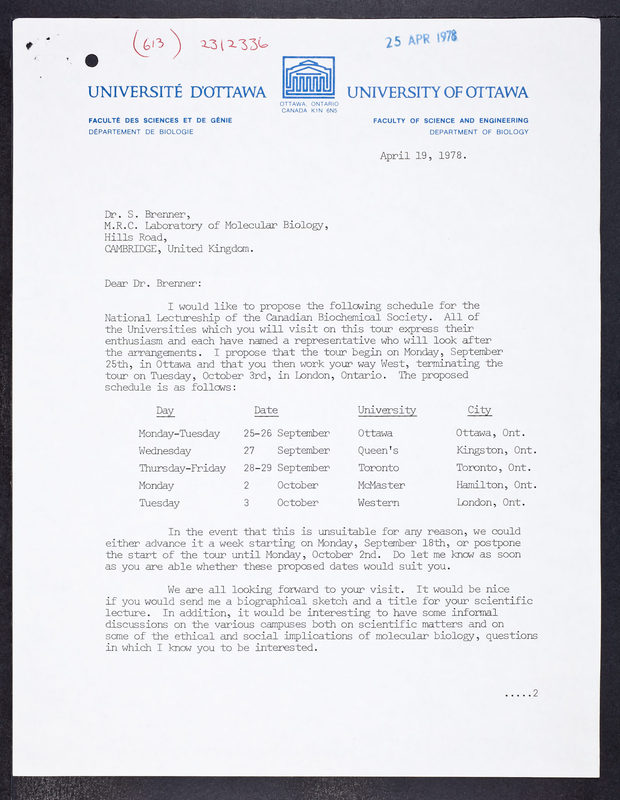 (613) 2312336
25 APR 1978
UNIVERSITÉ D'OTTAWA
UNIVERSITY OF OTTAWA
OTTAWA, ONTARIO
CANADA K1N 6N5
FACULTÉ DES SCIENCES ET DE GÉNIE
DÉPARTEMENT DE BIOLOGIE
FACULTY OF SCIENCE AND ENGINEERING
DEPARTMENT OF BIOLOGY
April 19, 1978.
Dr. S. Brenner,
M.R.C. Laboratory of Molecular Biology,
Hills Road,
CAMBRIDGE, United Kingdom.
Dear Dr. Brenner:
I would like to propose the following schedule for the
National Lectureship of the Canadian Biochemical Society. All of
the Universities which you will visit on this tour express their
enthusiasm and each have named a representative who will look after
the arrangements. I propose that the tour begin on Monday, September
25th, in Ottawa and that you then work your way West, terminating the
tour on Tuesday, October 3rd, in London, Ontario. The proposed
schedule is as follows:
Day Date University City
Monday-Tuesday 25-26 September Ottawa Ottawa, Ont.
Wednesday 27 September Queen's Kingston, Ont.
Thursday-Friday 28-29 September Toronto Toronto, Ont.
Monday 2 October McMaster Hamilton, Ont.
Tuesday 3 October Western London, Ont.
In the event that this is unsuitable for any reason, we could
either advance it a week starting on Monday, September 18th, or postpone
the start of the tour until Monday, October 2nd. Do let me know as soon
as you are able whether these proposed dates would suit you.
We are all looking forward to your visit. It would be nice
if you would send me a biographical sketch and a title for your scientific
lecture. In addition, it would be interesting to have some informal
discussions on the various campuses both on scientific matters and on
some of the ethical and social implications of molecular biology, questions
in which I know you to be interested.
.....2